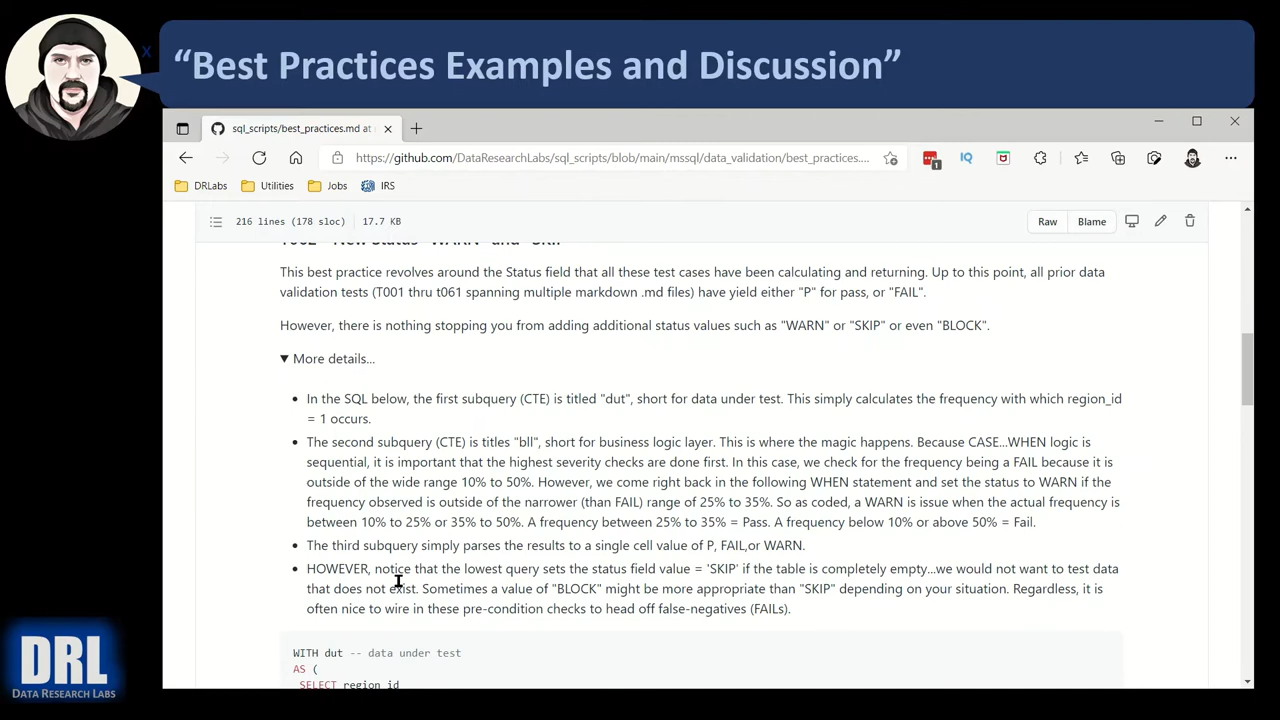 “Best Practices Examples and Discussion”
x
sql_scripts/best_practices.md at
https://github.com/DataResearchLabs/sql_scripts/blob/main/mssql/data_validation/best_practices....
1
IQ
DRLabs
Utilities
Jobs
IRS
216 lines (178 sloc)
17.7 KB
Raw
Blame
This best practice revolves around the Status field that all these test cases have been calculating and returning. Up to this point, all prior data
validation tests (T001 thru t061 spanning multiple markdown .md files) have yield either "P" for pass, or "FAIL".
However, there is nothing stopping you from adding additional status values such as "WARN" or "SKIP" or even "BLOCK".
▼ More details...
• In the SQL below, the first subquery (CTE) is titled "dut", short for data under test. This simply calculates the frequency with which region_id
= 1 occurs.
• The second subquery (CTE) is titles "bll", short for business logic layer. This is where the magic happens. Because CASE...WHEN logic is
sequential, it is important that the highest severity checks are done first. In this case, we check for the frequency being a FAIL because it is
outside of the wide range 10% to 50%. However, we come right back in the following WHEN statement and set the status to WARN if the
frequency observed is outside of the narrower (than FAIL) range of 25% to 35%. So as coded, a WARN is issue when the actual frequency is
between 10% to 25% or 35% to 50%. A frequency between 25% to 35% = Pass. A frequency below 10% or above 50% = Fail.
• The third subquery simply parses the results to a single cell value of P, FAIL,or WARN.
• HOWEVER, notice that the lowest query sets the status field value = 'SKIP' if the table is completely empty...we would not want to test data
that does not exist. Sometimes a value of "BLOCK" might be more appropriate than "SKIP" depending on your situation. Regardless, it is
often nice to wire in these pre-condition checks to head off false-negatives (FAILs).
WITH dut -- data under test
AS (
SELECT region_id
DRL
DATA RESEARCH LABS